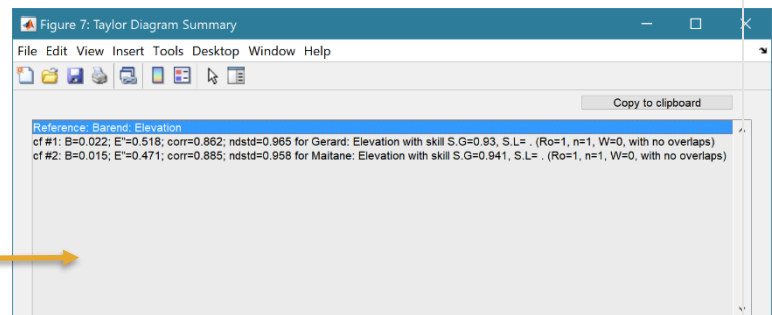 Figure 7: Taylor Diagram Summary
File Edit View Insert Tools Desktop Window Help
Copy to clipboard
Reference: Barend: Elevation
cf #1: B=0.022; E"=0.518; corr=0.862; ndstd=0.965 for Gerard: Elevation with skill S.G=0.93, S.L= . (Ro=1, n=1, W=0, with no overlaps)
cf #2: B=0.015; E"=0.471; corr=0.885; ndstd=0.958 for Maitane: Elevation with skill S.G=0.941, S.L= . (Ro=1, n=1, W=0, with no overlaps)